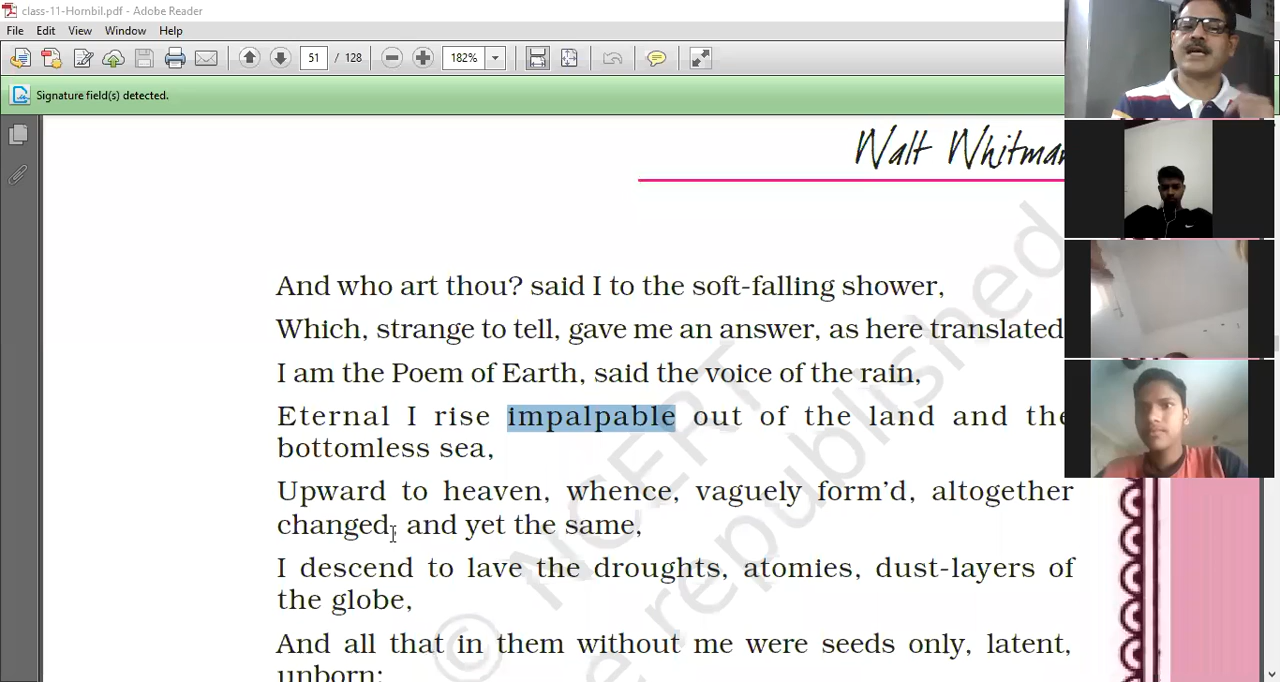 class-11-Hornbil.pdf - Adobe Reader
File Edit View Window Help
51 / 128 182%
Signature field(s) detected.
Walt Whitman
And who art thou? said I to the soft-falling shower,
Which, strange to tell, gave me an answer, as here translated
I am the Poem of Earth, said the voice of the rain,
Eternal I rise impalpable out of the land and the
bottomless sea,
Upward to heaven, whence, vaguely form’d, altogether
changed, and yet the same,
I descend to lave the droughts, atomies, dust-layers of
the globe,
And all that in them without me were seeds only, latent,
unborn;
© NCERT
be republished